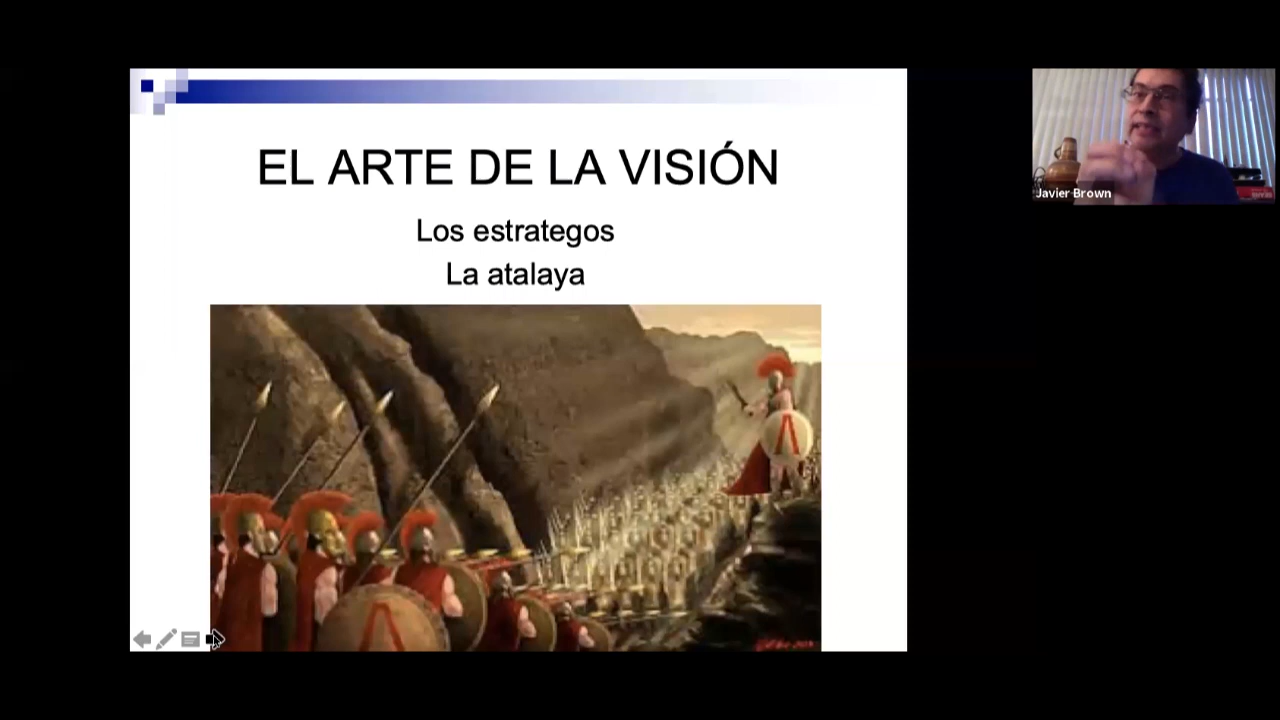 EL ARTE DE LA VISIÓN
Los estrategos
La atalaya
Javier Brown